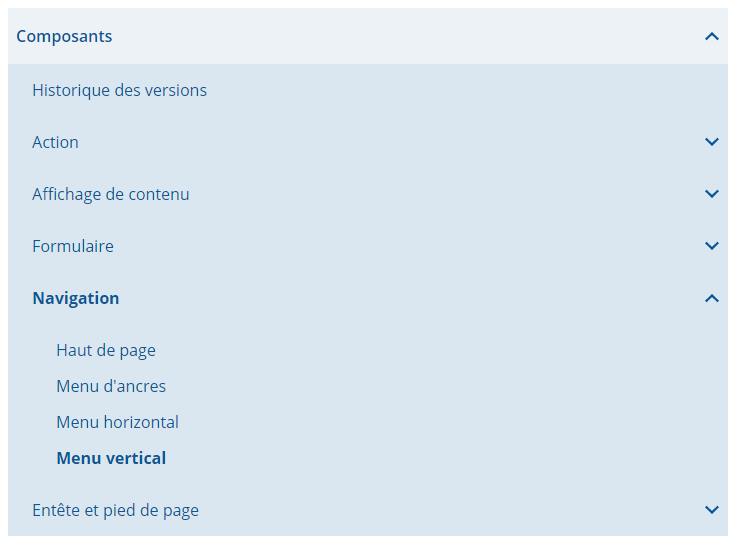 Composants
Historique des versions
Action
Affichage de contenu
Formulaire
Navigation
Haut de page
Menu d'ancres
Menu horizontal
Menu vertical
Entête et pied de page